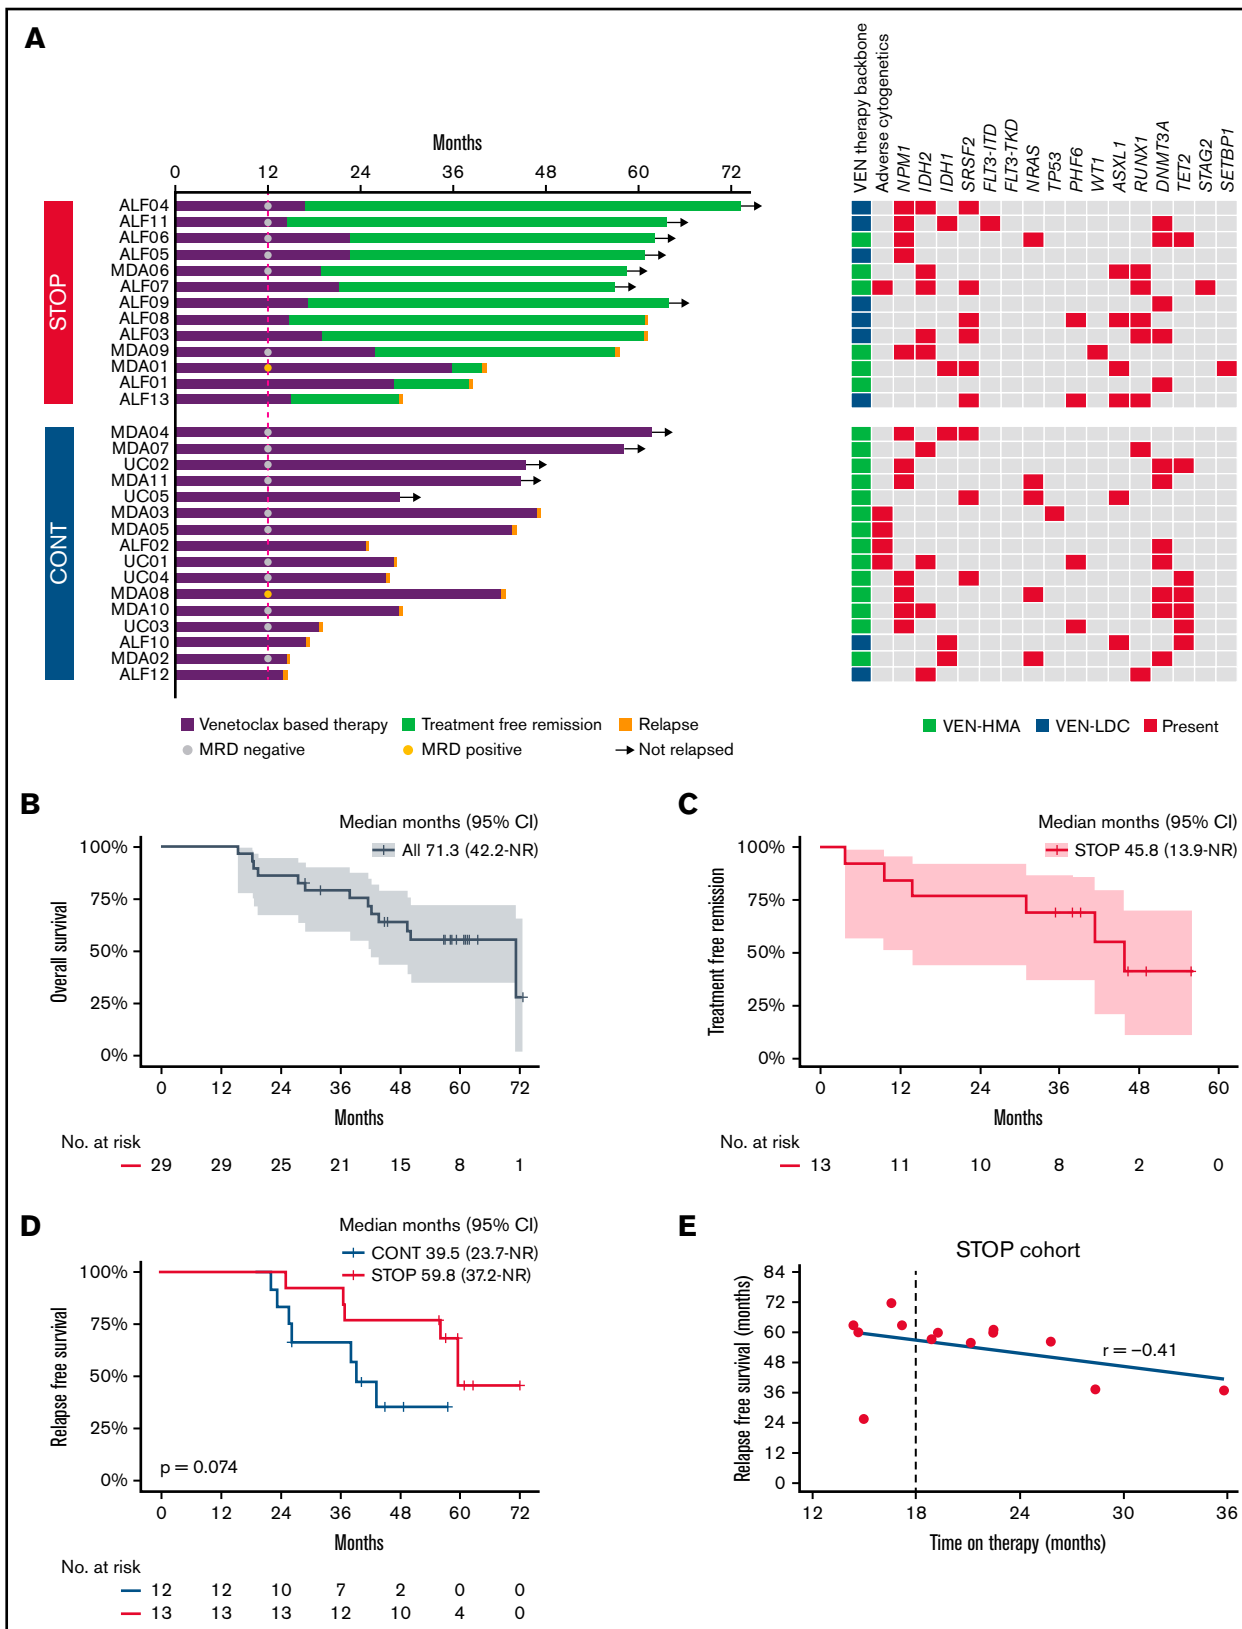 A
Months
0 12 24 36 48 60 72
VEN therapy backbone
Adverse cytogenetics
NPM1
IDH2
IDH1
SRSF2
FLT3-ITD
FLT3-TKD
NRAS
TP53
PHF6
WT1
ASXL1
RUNX1
DNMT3A
TET2
STAG2
SETBP1
STOP
ALF04
ALF11
ALF06
ALF05
MDA06
ALF07
ALF09
ALF08
ALF03
MDA09
MDA01
ALF01
ALF13
CONT
MDA04
MDA07
UC02
MDA11
UC05
MDA03
MDA05
ALF02
UC01
UC04
MDA08
MDA10
UC03
ALF10
MDA02
ALF12
Venetoclax based therapy Treatment free remission Relapse
MRD negative MRD positive Not relapsed
VEN-HMA VEN-LDC Present
B
Median months (95% CI)
All 71.3 (42.2-NR)
Overall survival
100%
75%
50%
25%
0%
0 12 24 36 48 60 72
Months
No. at risk
29 29 25 21 15 8 1
C
Median months (95% CI)
STOP 45.8 (13.9-NR)
Treatment free remission
100%
75%
50%
25%
0%
0 12 24 36 48 60
Months
No. at risk
13 11 10 8 2 0
D
Median months (95% CI)
CONT 39.5 (23.7-NR)
STOP 59.8 (37.2-NR)
Relapse free survival
100%
75%
50%
25%
0%
p = 0.074
0 12 24 36 48 60 72
Months
No. at risk
12 12 10 7 2 0 0
13 13 13 12 10 4 0
E
STOP cohort
Relapse free survival (months)
84
72
60
48
36
24
12
0
r = −0.41
12 18 24 30 36
Time on therapy (months)